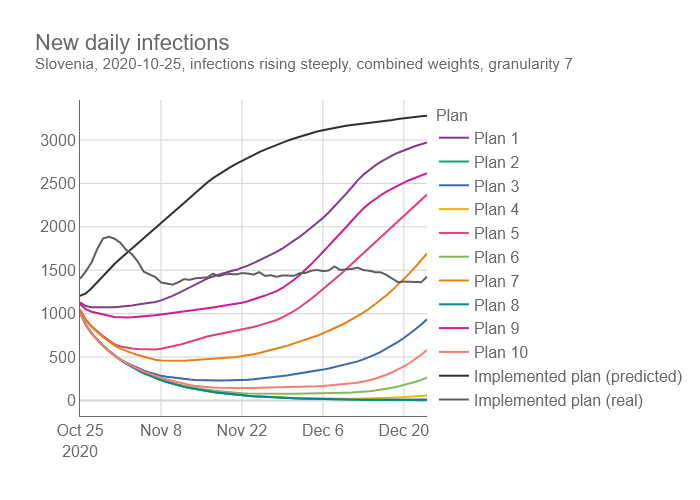 New daily infections
Slovenia, 2020-10-25, infections rising steeply, combined weights, granularity 7
Plan
3000
Plan 1
Plan 2
2500
Plan 3
Plan 4
2000
Plan 5
Plan 6
1500
Plan 7
1000
Plan 8
Plan 9
500
Plan 10
Implemented plan (predicted)
0
Implemented plan (real)
Oct 25 Nov 8 Nov 22 Dec 6 Dec 20
2020